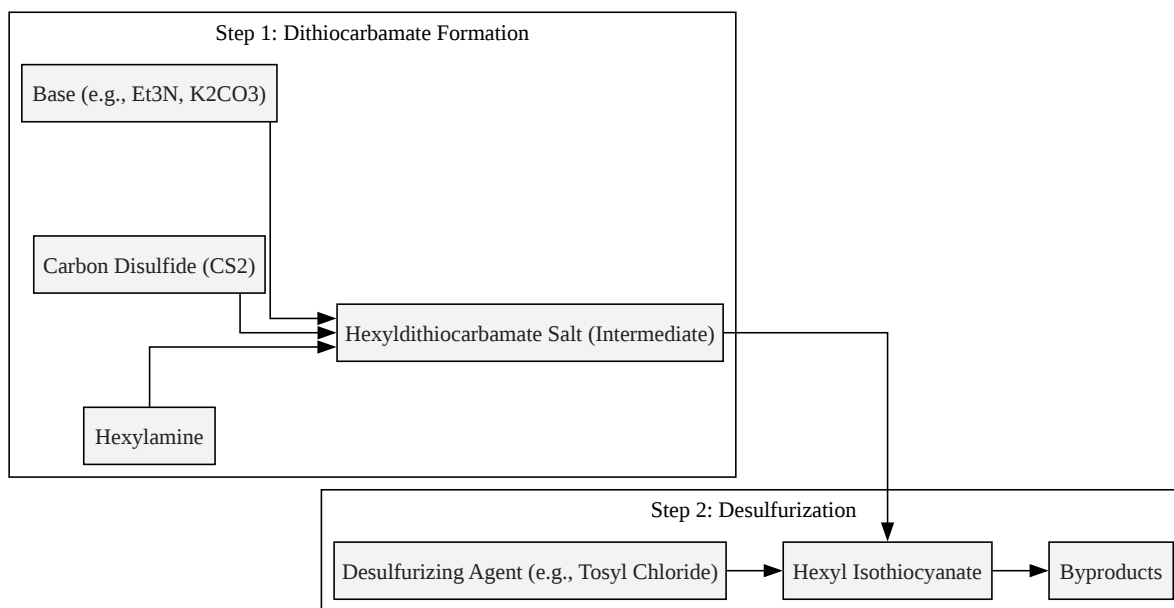 Step 1: Dithiocarbamate Formation
Base (e.g., Et3N, K2CO3)
Carbon Disulfide (CS2)
Hexyldithiocarbamate Salt (Intermediate)
Hexylamine
Step 2: Desulfurization
Desulfurizing Agent (e.g., Tosyl Chloride)
Hexyl Isothiocyanate
Byproducts